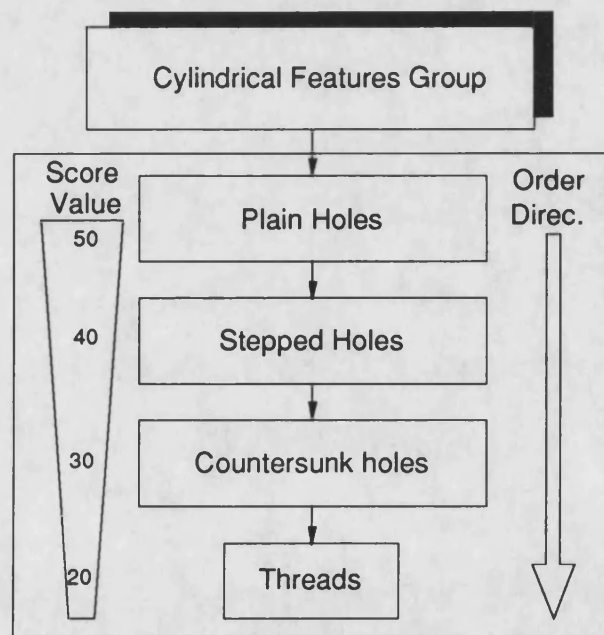 Cylindrical Features Group
Score
Value
Order
Direc.
Plain Holes
50
Stepped Holes
40
Countersunk holes
30
Threads
20